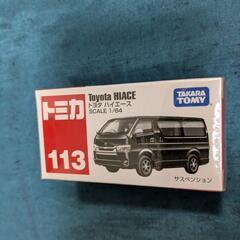 トミカ
113
Toyota HIACE
トヨタ ハイエース
SCALE 1/64
TAKARA
TOMY
サスペンション